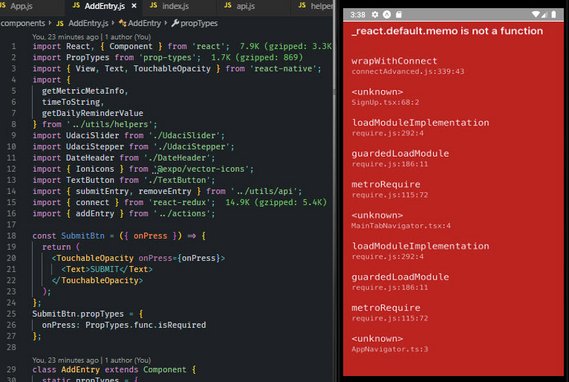 App.js
AddEntry.js
index.js
api.js
helper
components > AddEntry.js > AddEntry > propTypes
You, 23 minutes ago | 1 author (You)
1 import React, { Component } from 'react'; 7.9K (gzipped: 3.3K
2 import PropTypes from 'prop-types'; 1.7K (gzipped: 869)
3 import { View, Text, TouchableOpacity } from 'react-native';
4 import {
5 getMetricMetaInfo,
6 timeToString,
7 getDailyReminderValue
8 } from '../utils/helpers';
9 import UdaciSlider from './UdaciSlider';
10 import UdaciStepper from './UdaciStepper';
11 import DateHeader from './DateHeader';
12 import { Ionicons } from '@expo/vector-icons';
13 import TextButton from './TextButton';
14 import { submitEntry, removeEntry } from '../utils/api';
15 import { connect } from 'react-redux'; 14.9K (gzipped: 5.4K)
16 import { addEntry } from '../actions';
17
18 const SubmitBtn = ({ onPress }) => {
19 return (
20 <TouchableOpacity onPress={onPress}>
21 <Text>SUBMIT</Text>
22 </TouchableOpacity>
23 );
24 };
25 SubmitBtn.propTypes = {
26 onPress: PropTypes.func.isRequired
27 };
28
You, 23 minutes ago | 1 author (You)
29 class AddEntry extends Component {
30 static propTypes = {
3:38
_react.default.memo is not a function
wrapWithConnect
connectAdvanced.js:339:43
<unknown>
SignUp.tsx:68:2
loadModuleImplementation
require.js:292:4
guardedLoadModule
require.js:186:11
metroRequire
require.js:115:72
<unknown>
MainTabNavigator.tsx:4
loadModuleImplementation
require.js:292:4
guardedLoadModule
require.js:186:11
metroRequire
require.js:115:72
<unknown>
AppNavigator.ts:3